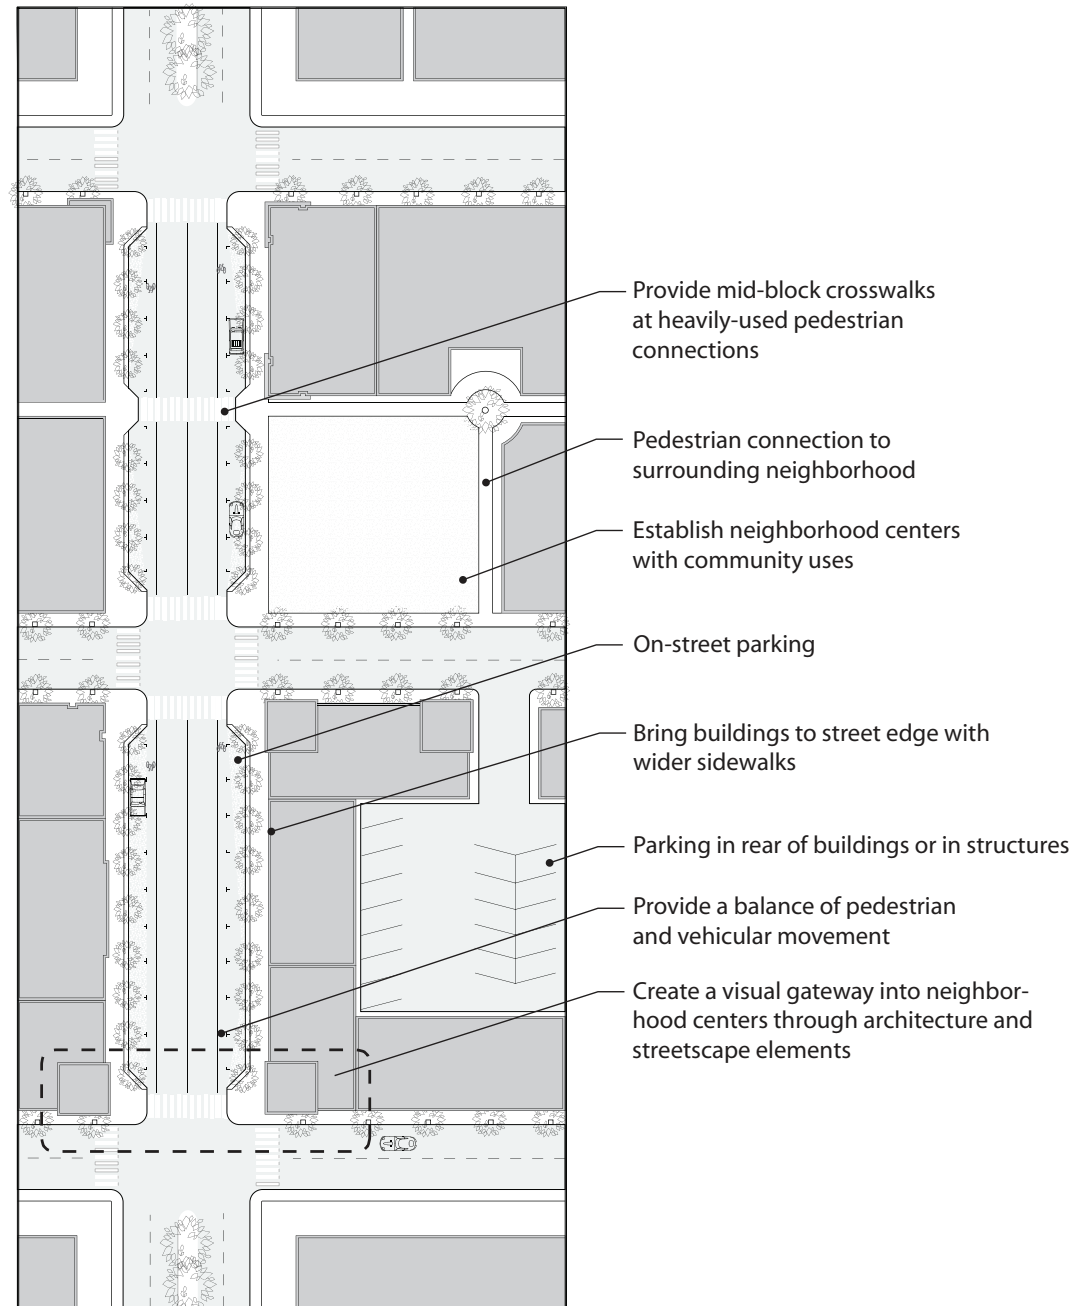 Provide mid-block crosswalks
at heavily-used pedestrian
connections
Pedestrian connection to
surrounding neighborhood
Establish neighborhood centers
with community uses
On-street parking
Bring buildings to street edge with
wider sidewalks
Parking in rear of buildings or in structures
Provide a balance of pedestrian
and vehicular movement
Create a visual gateway into neighbor-
hood centers through architecture and
streetscape elements